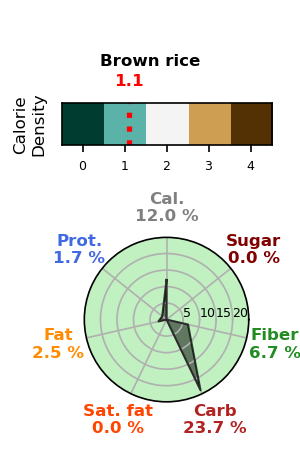 Brown rice
1.1
Calorie
Density
0 1 2 3 4
Cal.
12.0 %
Prot.
1.7 %
Sugar
0.0 %
5 10 15 20
Fat
2.5 %
Fiber
6.7 %
Sat. fat
0.0 %
Carb
23.7 %